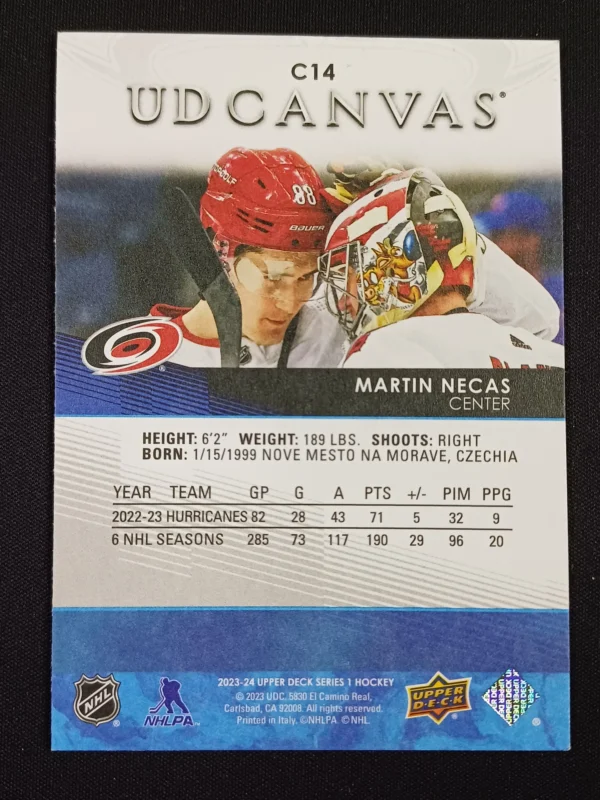 C14
UD CANVAS®
88
BAUER
®
MARTIN NECAS
CENTER
HEIGHT: 6'2" WEIGHT: 189 LBS. SHOOTS: RIGHT
BORN: 1/15/1999 NOVE MESTO NA MORAVE, CZECHIA
YEAR TEAM GP G A PTS +/- PIM PPG
2022-23 HURRICANES 82 28 43 71 5 32 9
6 NHL SEASONS 285 73 117 190 29 96 20
2023-24 UPPER DECK SERIES 1 HOCKEY
© 2023 UDC. 5830 El Camino Real,
Carlsbad, CA 92008. All rights reserved.
Printed in Italy. ©NHLPA. ©NHL.
NHL
NHLPA
UPPER
DECK
®